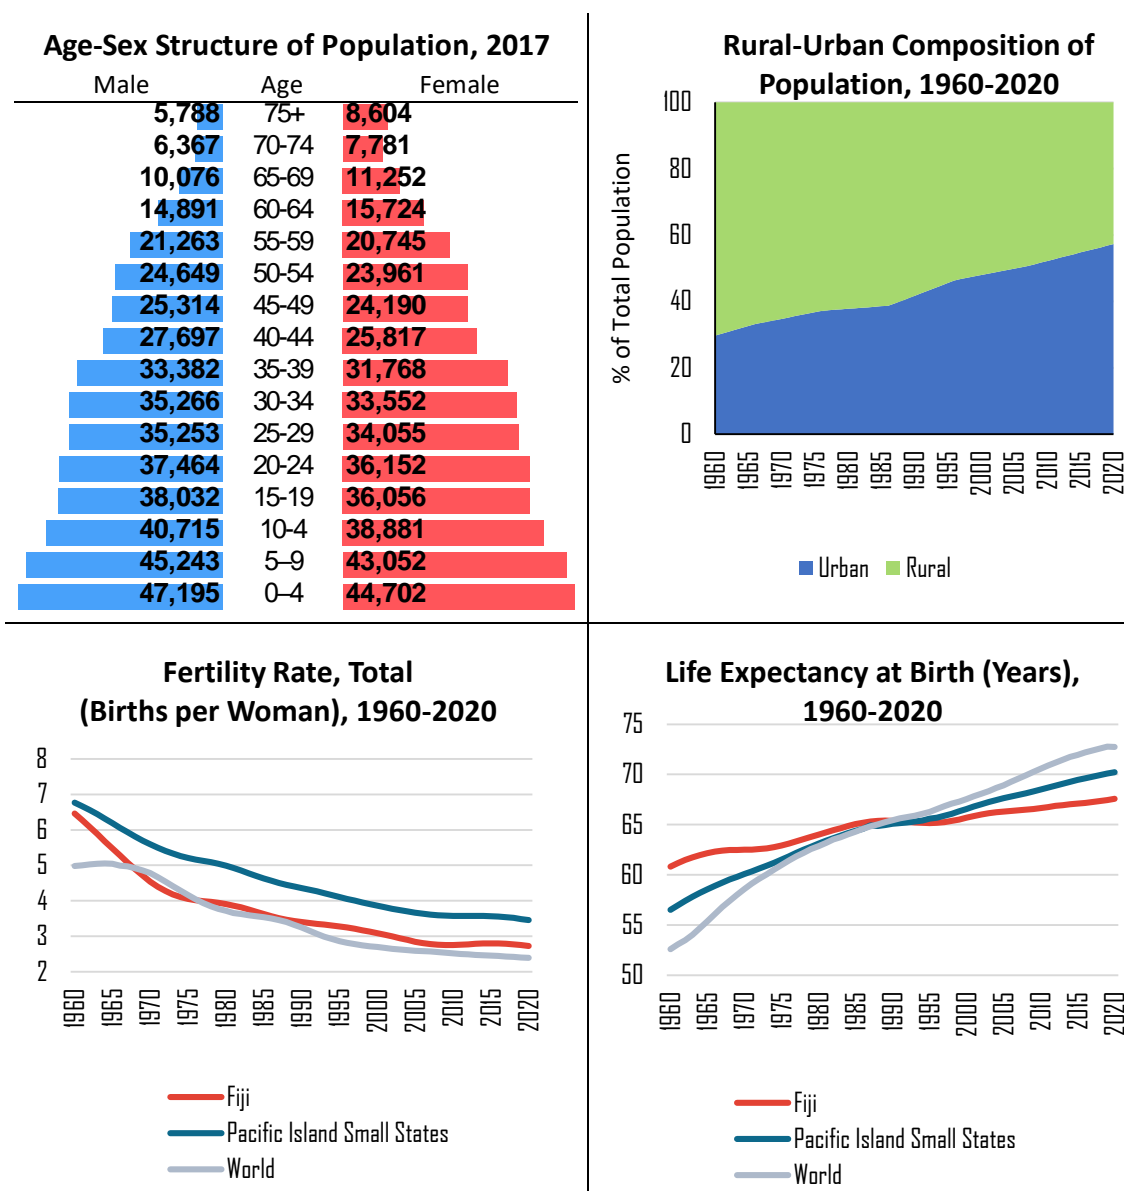 Age-Sex Structure of Population, 2017
Male Age Female
5,788 75+ 8,604
6,367 70-74 7,781
10,076 65-69 11,252
14,891 60-64 15,724
21,263 55-59 20,745
24,649 50-54 23,961
25,314 45-49 24,190
27,697 40-44 25,817
33,382 35-39 31,768
35,266 30-34 33,552
35,253 25-29 34,055
37,464 20-24 36,152
38,032 15-19 36,056
40,715 10-4 38,881
45,243 5–9 43,052
47,195 0–4 44,702
Rural-Urban Composition of
Population, 1960-2020
% of Total Population
100
80
60
40
20
0
1960 1965 1970 1975 1980 1985 1990 1995 2000 2005 2010 2015 2020
Urban Rural
Fertility Rate, Total
(Births per Woman), 1960-2020
8
7
6
5
4
3
2
1960 1965 1970 1975 1980 1985 1990 1995 2000 2005 2010 2015 2020
Fiji
Pacific Island Small States
World
Life Expectancy at Birth (Years),
1960-2020
75
70
65
60
55
50
1960 1965 1970 1975 1980 1985 1990 1995 2000 2005 2010 2015 2020
Fiji
Pacific Island Small States
World